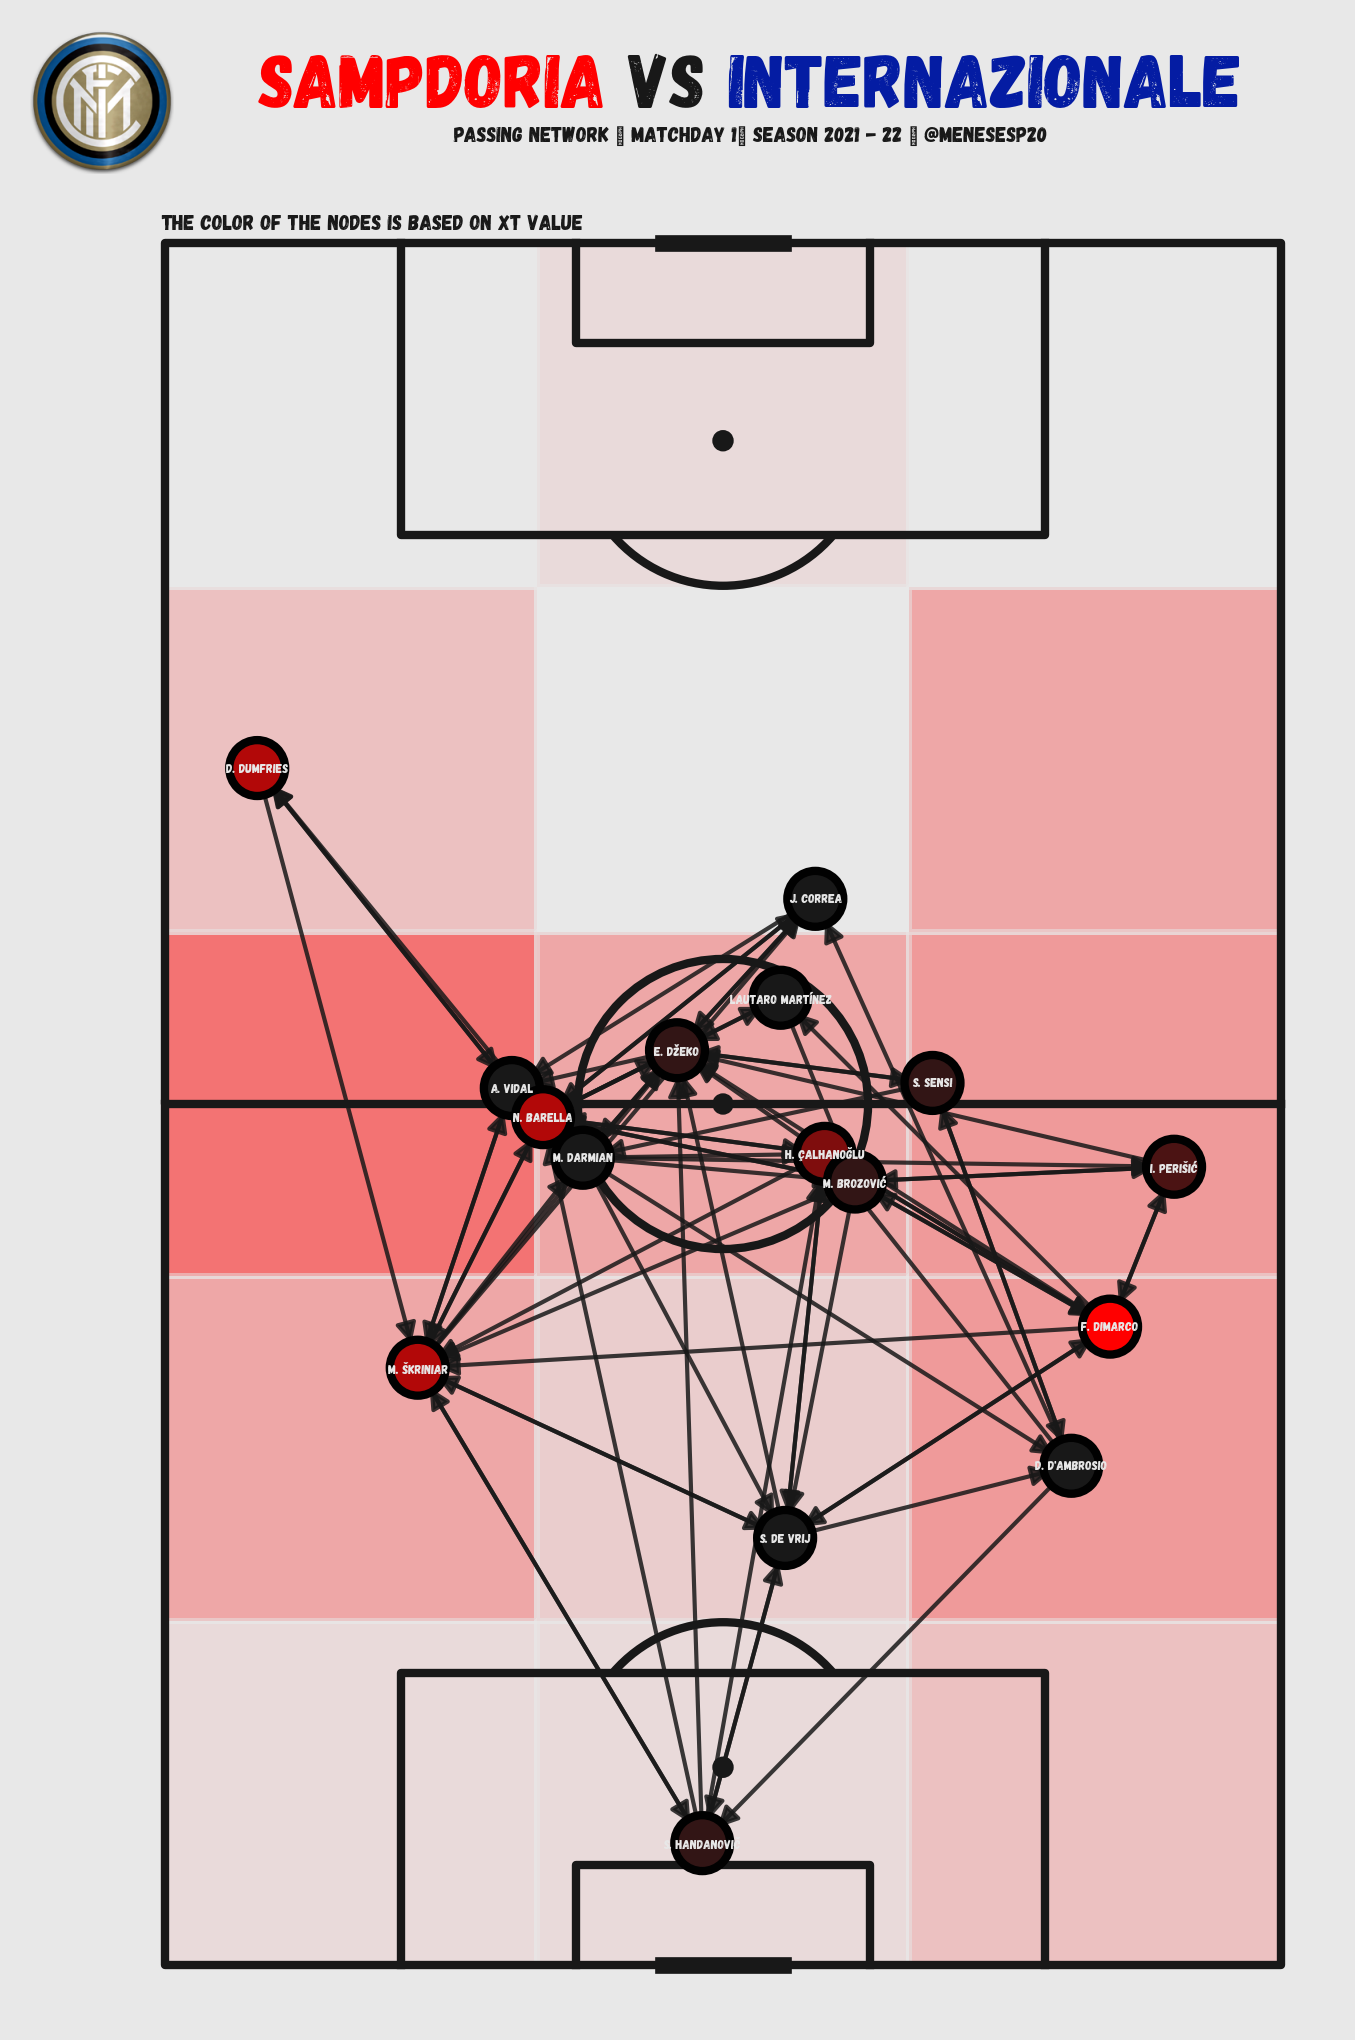 SAMPDORIA VS INTERNAZIONALE
PASSING NETWORK ▯ MATCHDAY 1▯ SEASON 2021 - 22 ▯ @MENESESP20
THE COLOR OF THE NODES IS BASED ON XT VALUE
D. DUMFRIES
J. CORREA
LAUTARO MARTÍNEZ
E. DŽEKO
S. SENSI
A. VIDAL
N. BARELLA
M. DARMIAN
H. ÇALHANOĞLU
I. PERIŠIĆ
M. BROZOVIĆ
F. DIMARCO
M. ŠKRINIAR
D. D'AMBROSIO
S. DE VRIJ
HANDANOVI